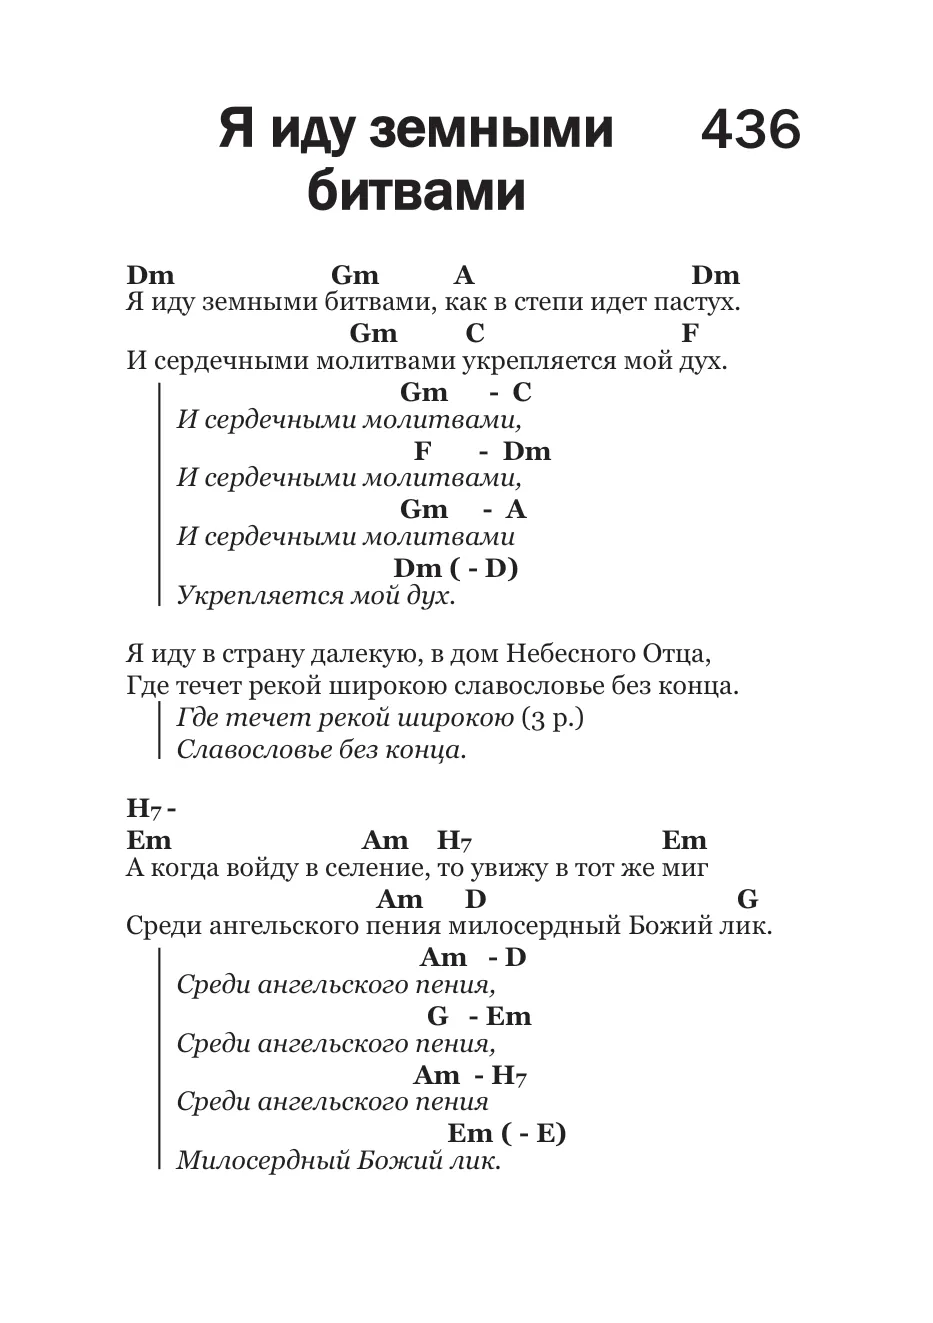 Я иду земными 436
битвами
Dm Gm A Dm
Я иду земными битвами, как в степи идет пастух.
Gm C F
И сердечными молитвами укрепляется мой дух.
Gm - C
И сердечными молитвами,
F - Dm
И сердечными молитвами,
Gm - A
И сердечными молитвами
Dm ( - D)
Укрепляется мой дух.
Я иду в страну далекую, в дом Небесного Отца,
Где течет рекой широкою славословье без конца.
Где течет рекой широкою (3 р.)
Славословье без конца.
H7 -
Em Am H7 Em
А когда войду в селение, то увижу в тот же миг
Am D G
Среди ангельского пения милосердный Божий лик.
Am - D
Среди ангельского пения,
G - Em
Среди ангельского пения,
Am - H7
Среди ангельского пения
Em ( - E)
Милосердный Божий лик.